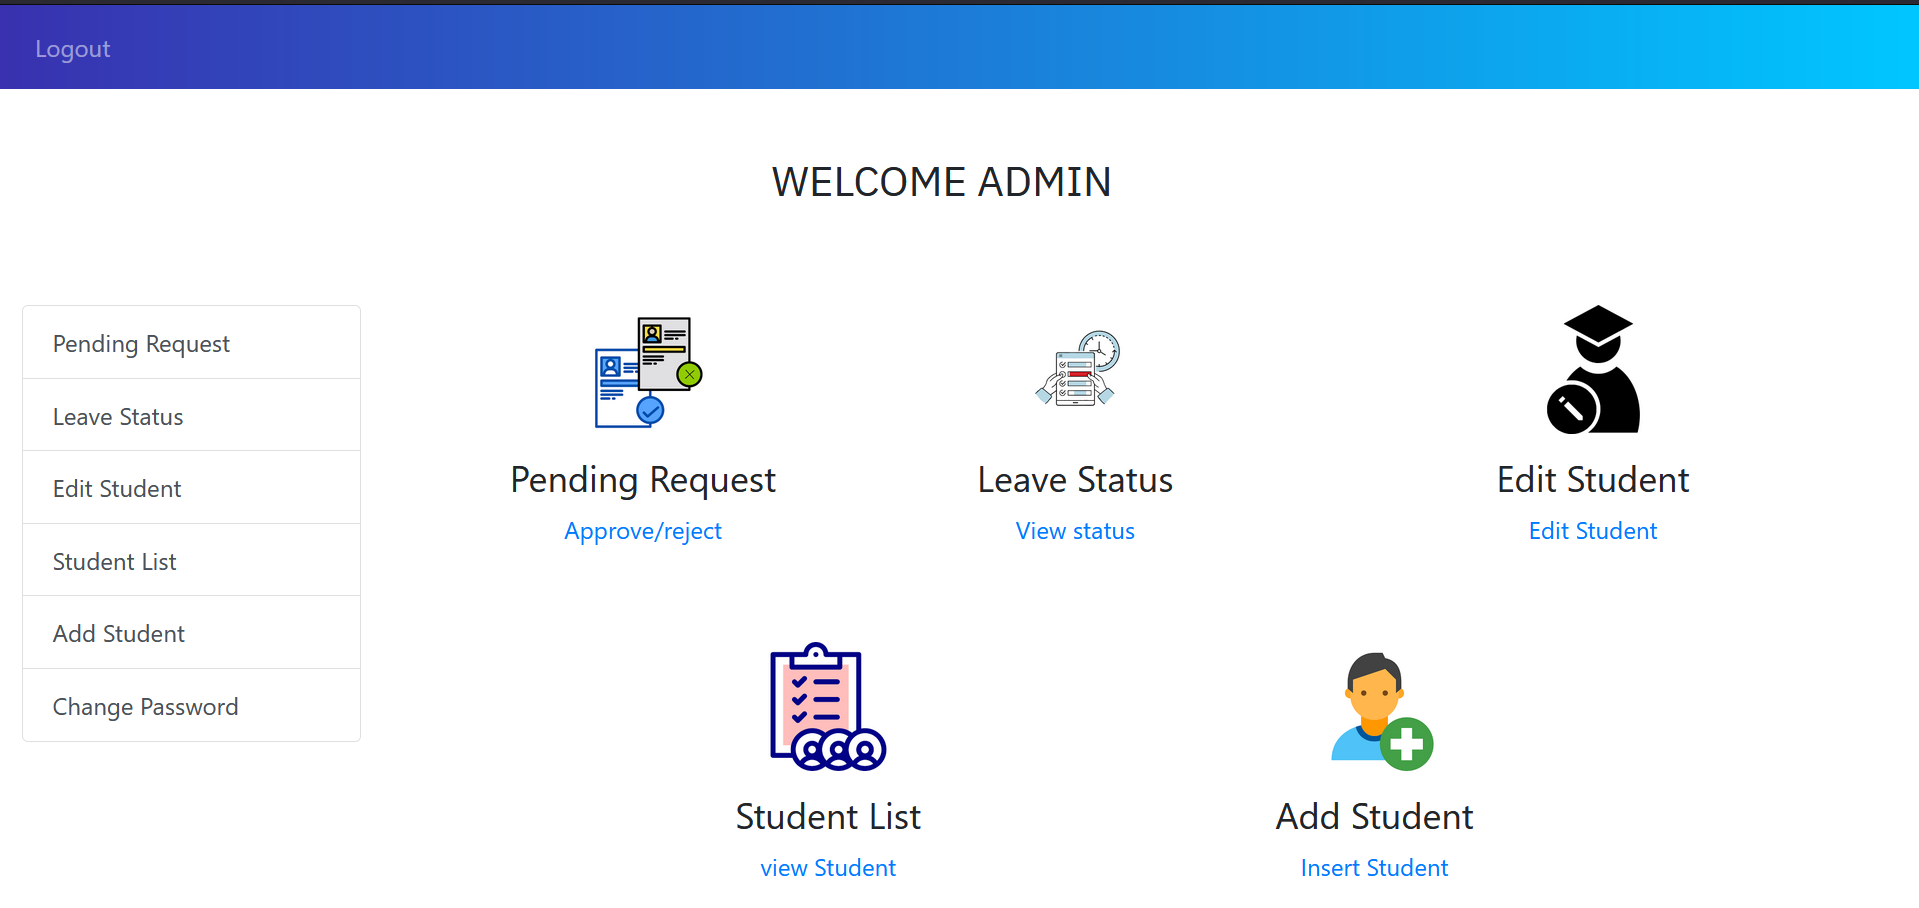 Logout
WELCOME ADMIN
Pending Request
Leave Status
Edit Student
Student List
Add Student
Change Password
Pending Request
Approve/reject
Leave Status
View status
Edit Student
Edit Student
Student List
view Student
Add Student
Insert Student